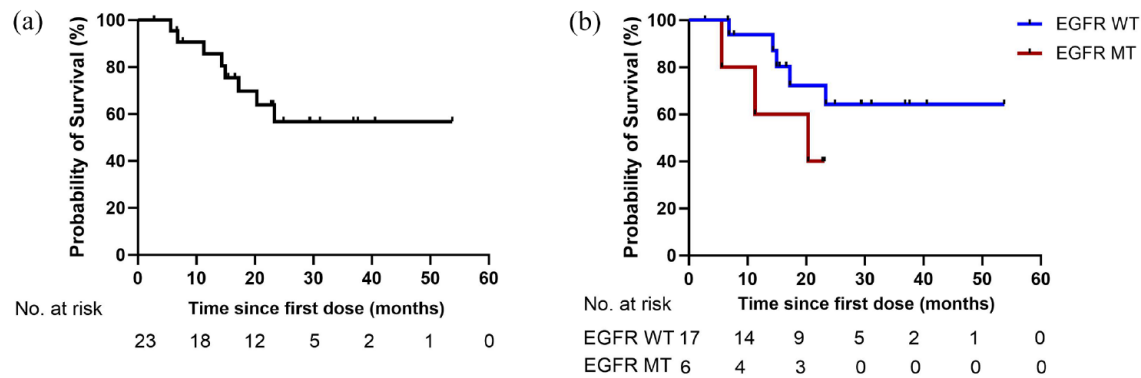 (a)
Probability of Survival (%)
100
80
60
40
20
0
0 10 20 30 40 50 60
Time since first dose (months)
No. at risk
23 18 12 5 2 1 0
(b)
Probability of Survival (%)
100
80
60
40
20
0
0 10 20 30 40 50 60
Time since first dose (months)
EGFR WT
EGFR MT
No. at risk
EGFR WT 17 14 9 5 2 1 0
EGFR MT 6 4 3 0 0 0 0